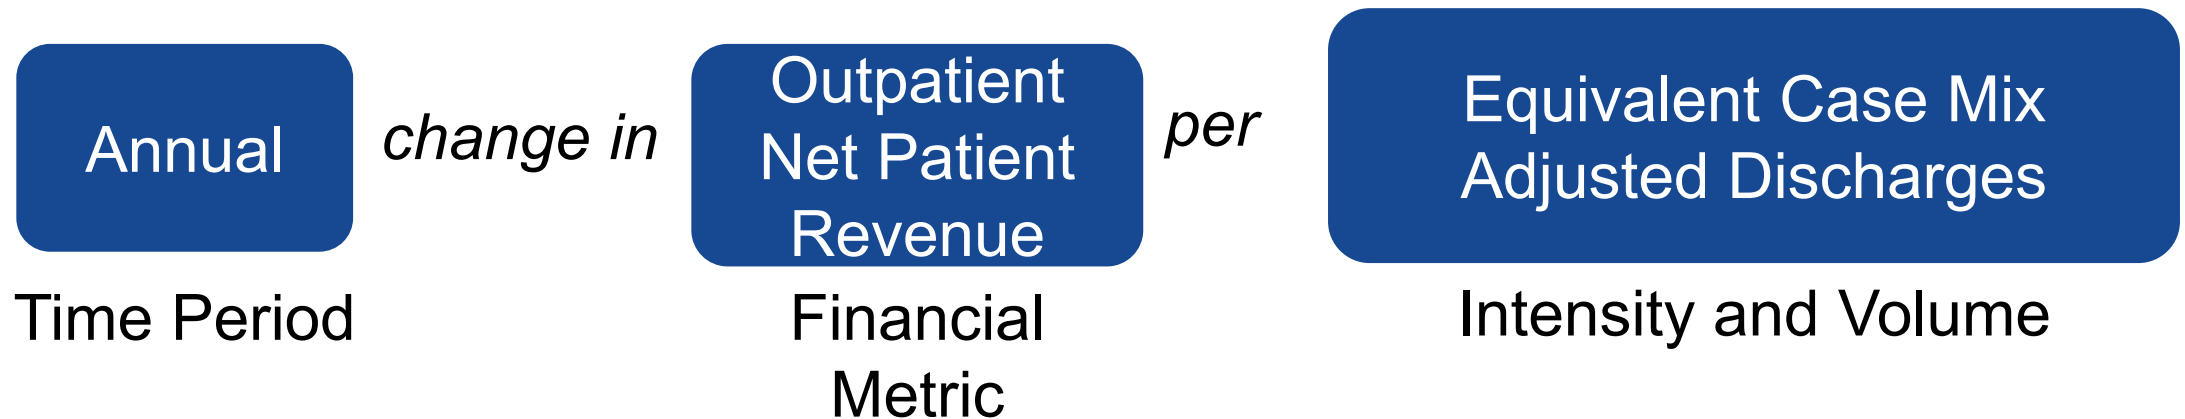 Annual
change in
Outpatient
Net Patient
Revenue
per
Equivalent Case Mix
Adjusted Discharges
Time Period
Financial
Metric
Intensity and Volume